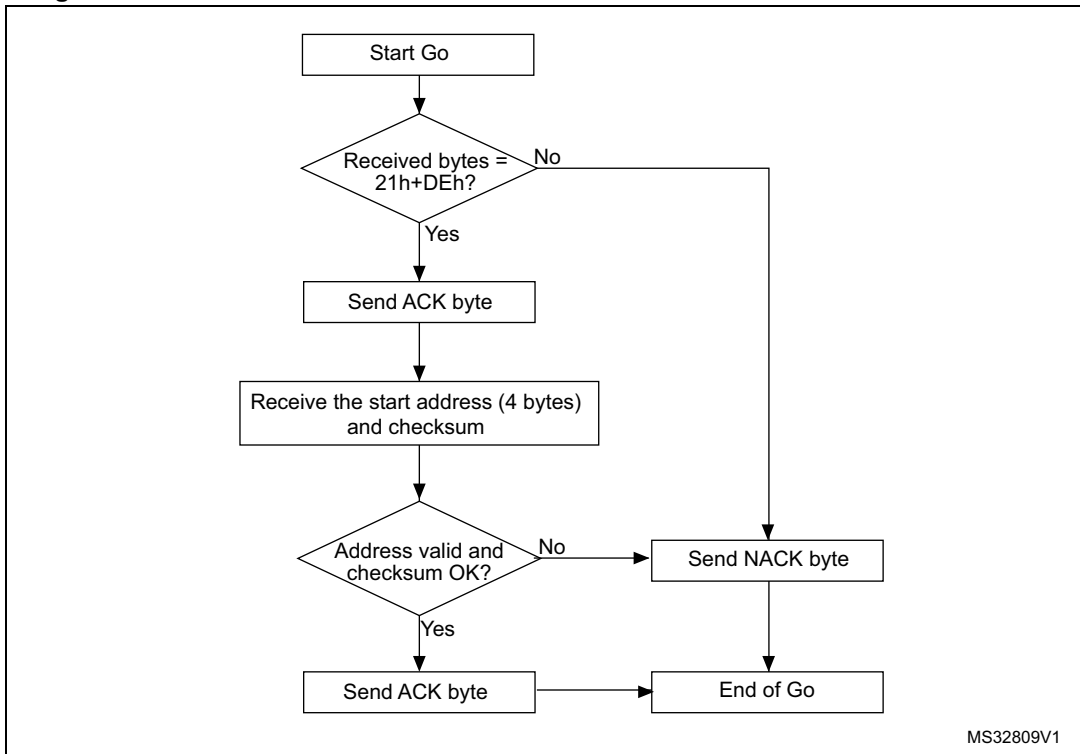 Start Go
Received bytes =
21h+DEh?
No
Yes
Send ACK byte
Receive the start address (4 bytes)
and checksum
Address valid and
checksum OK?
No
Send NACK byte
Yes
Send ACK byte
End of Go
MS32809V1